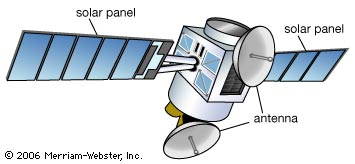 solar panel
solar panel
antenna
© 2006 Merriam-Webster, Inc.